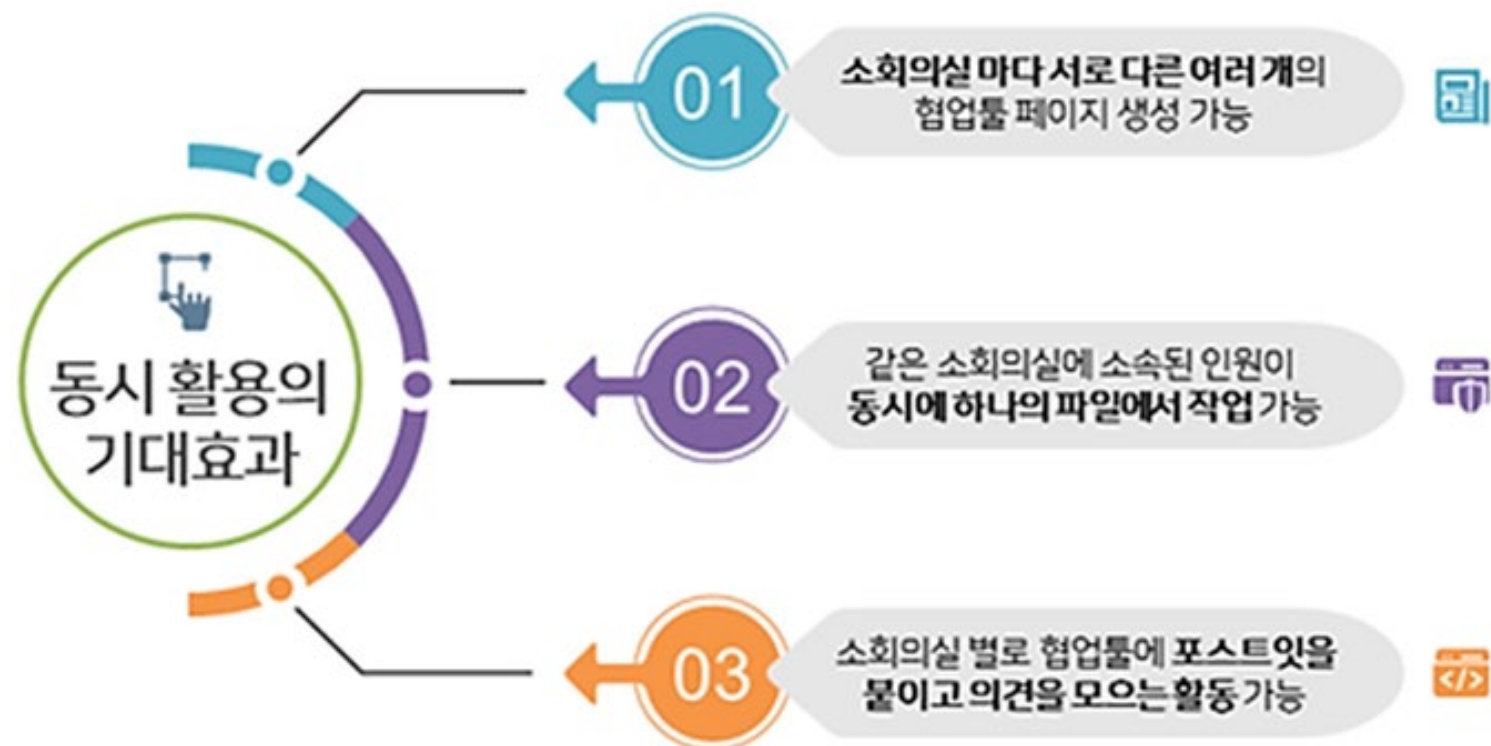 동시 활용의
기대효과
01
소회의실 마다 서로 다른 여러 개의
협업툴 페이지 생성 가능
02
같은 소회의실에 소속된 인원이
동시에 하나의 파일에서 작업 가능
03
소회의실 별로 협업툴에 포스트잇을
붙이고 의견을 모으는 활동 가능